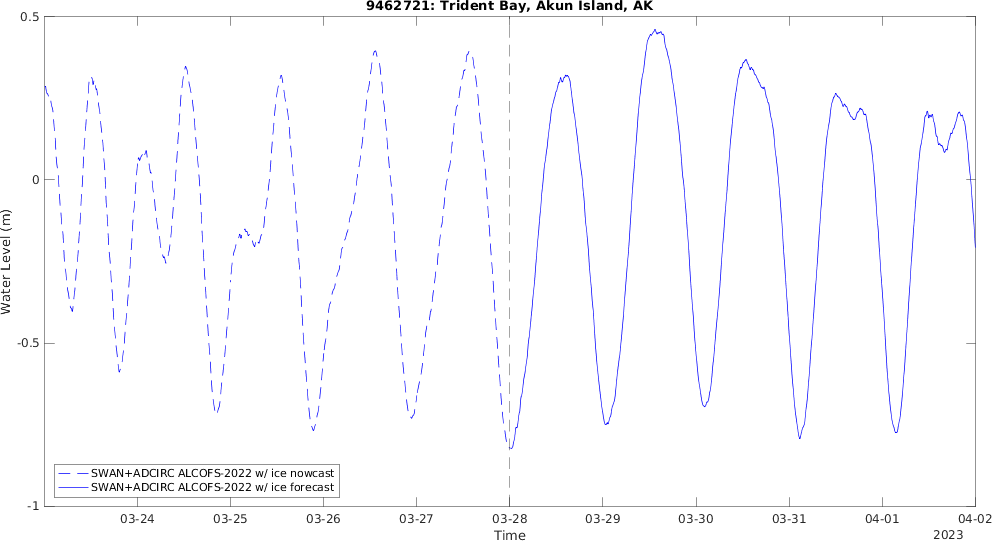 9462721: Trident Bay, Akun Island, AK
Water Level (m)
0.5
0
-0.5
-1
SWAN+ADCIRC ALCOFS-2022 w/ ice nowcast
SWAN+ADCIRC ALCOFS-2022 w/ ice forecast
03-24 03-25 03-26 03-27 03-28 03-29 03-30 03-31 04-01 04-02
Time
2023